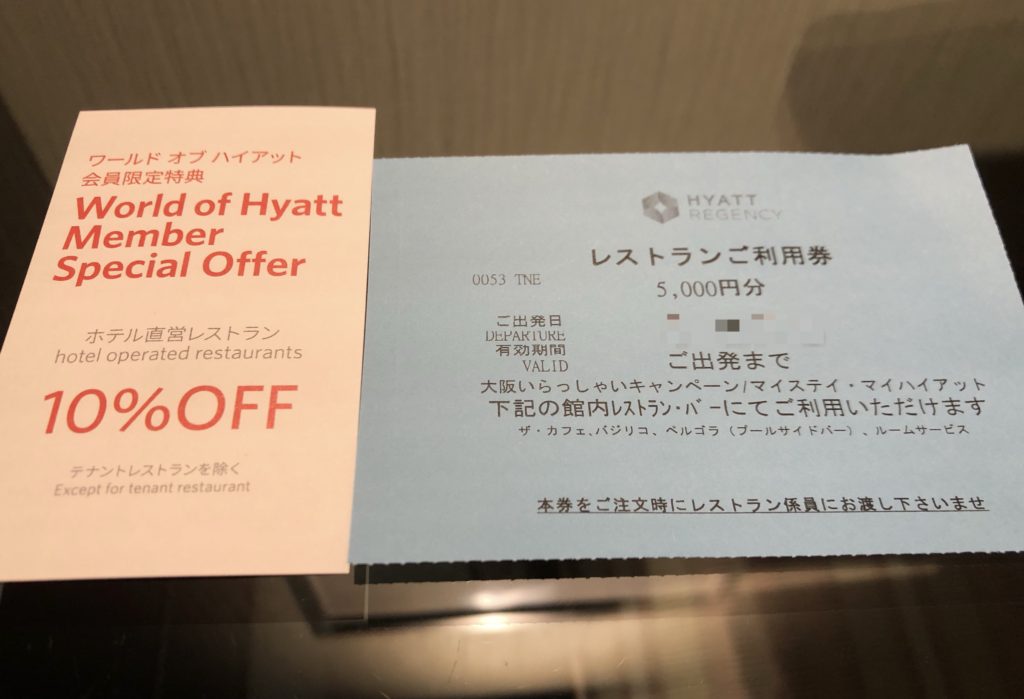 ワールド オブ ハイアット
会員限定特典
World of Hyatt
Member
Special Offer
ホテル直営レストラン
hotel operated restaurants
10%OFF
テナントレストランを除く
Except for tenant restaurant
HYATT
REGENCY
レストランご利用券
0053 TNE
5,000円分
ご出発日
DEPARTURE
有効期間
VALID
ご出発まで
大阪いらっしゃいキャンペーン/マイステイ・マイハイアット
下記の館内ﾚｽﾄﾗﾝ･ﾊﾞｰにてご利用いただけます
ザ・カフェ、バジリコ、ペルゴラ（プールサイドバー）、ルームサービス
本券をご注文時にレストラン係員にお渡し下さいませ